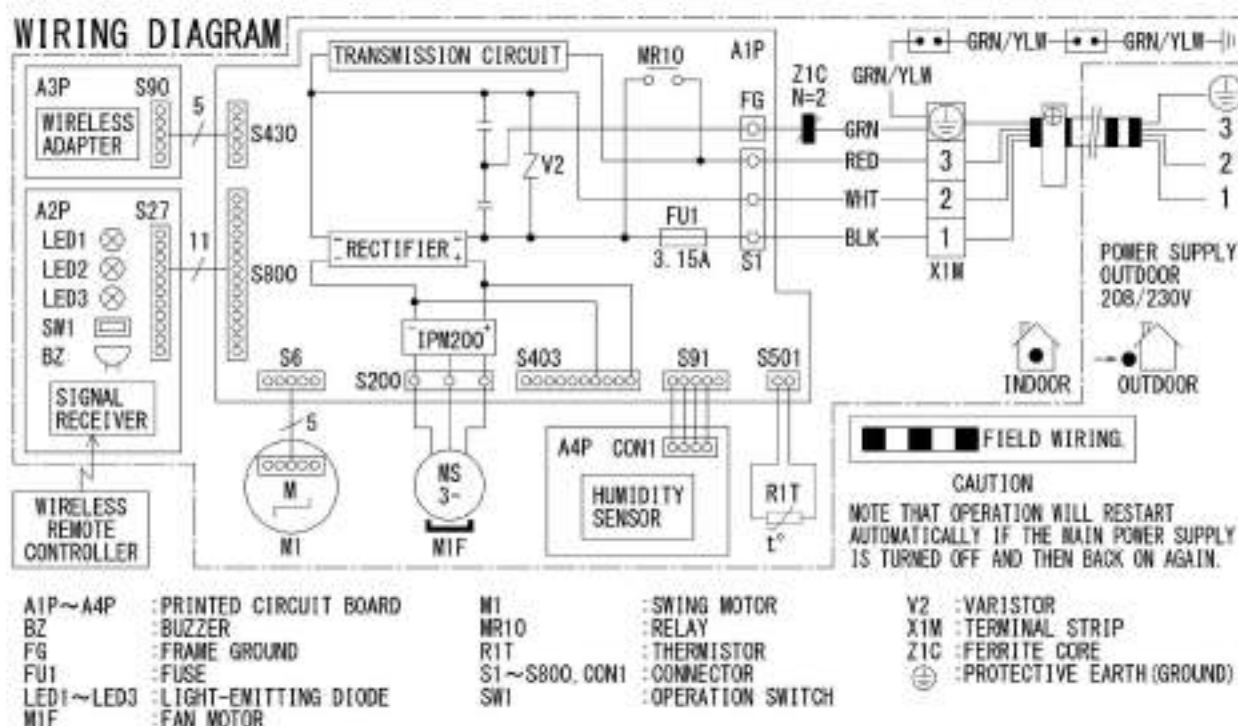 WIRING DIAGRAM
TRANSMISSION CIRCUIT
MR10
A1P
Z1C
N=2
GRN/YLW
GRN/YLW
GRN/YLW
A3P
S90
5
WIRELESS
ADAPTER
S430
FG
GRN
RED
WHT
BLK
3
2
1
X1M
3
2
1
V2
FU1
3.15A
S1
A2P
S27
11
LED1
LED2
LED3
SW1
BZ
S800
- RECTIFIER +
- IPM200 +
SIGNAL
RECEIVER
S6
S200
S403
S91
S501
5
M
M1
MS
3~
M1F
A4P
CON1
HUMIDITY
SENSOR
R1T
t°
WIRELESS
REMOTE
CONTROLLER
POWER SUPPLY
OUTDOOR
208/230V
INDOOR
OUTDOOR
FIELD WIRING.
CAUTION
NOTE THAT OPERATION WILL RESTART
AUTOMATICALLY IF THE MAIN POWER SUPPLY
IS TURNED OFF AND THEN BACK ON AGAIN.
A1P~A4P :PRINTED CIRCUIT BOARD
BZ :BUZZER
FG :FRAME GROUND
FU1 :FUSE
LED1~LED3 :LIGHT-EMITTING DIODE
M1F :FAN MOTOR
M1 :SWING MOTOR
MR10 :RELAY
R1T :THERMISTOR
S1~S800, CON1 :CONNECTOR
SW1 :OPERATION SWITCH
V2 :VARISTOR
X1M :TERMINAL STRIP
Z1C :FERRITE CORE
:PROTECTIVE EARTH(GROUND)